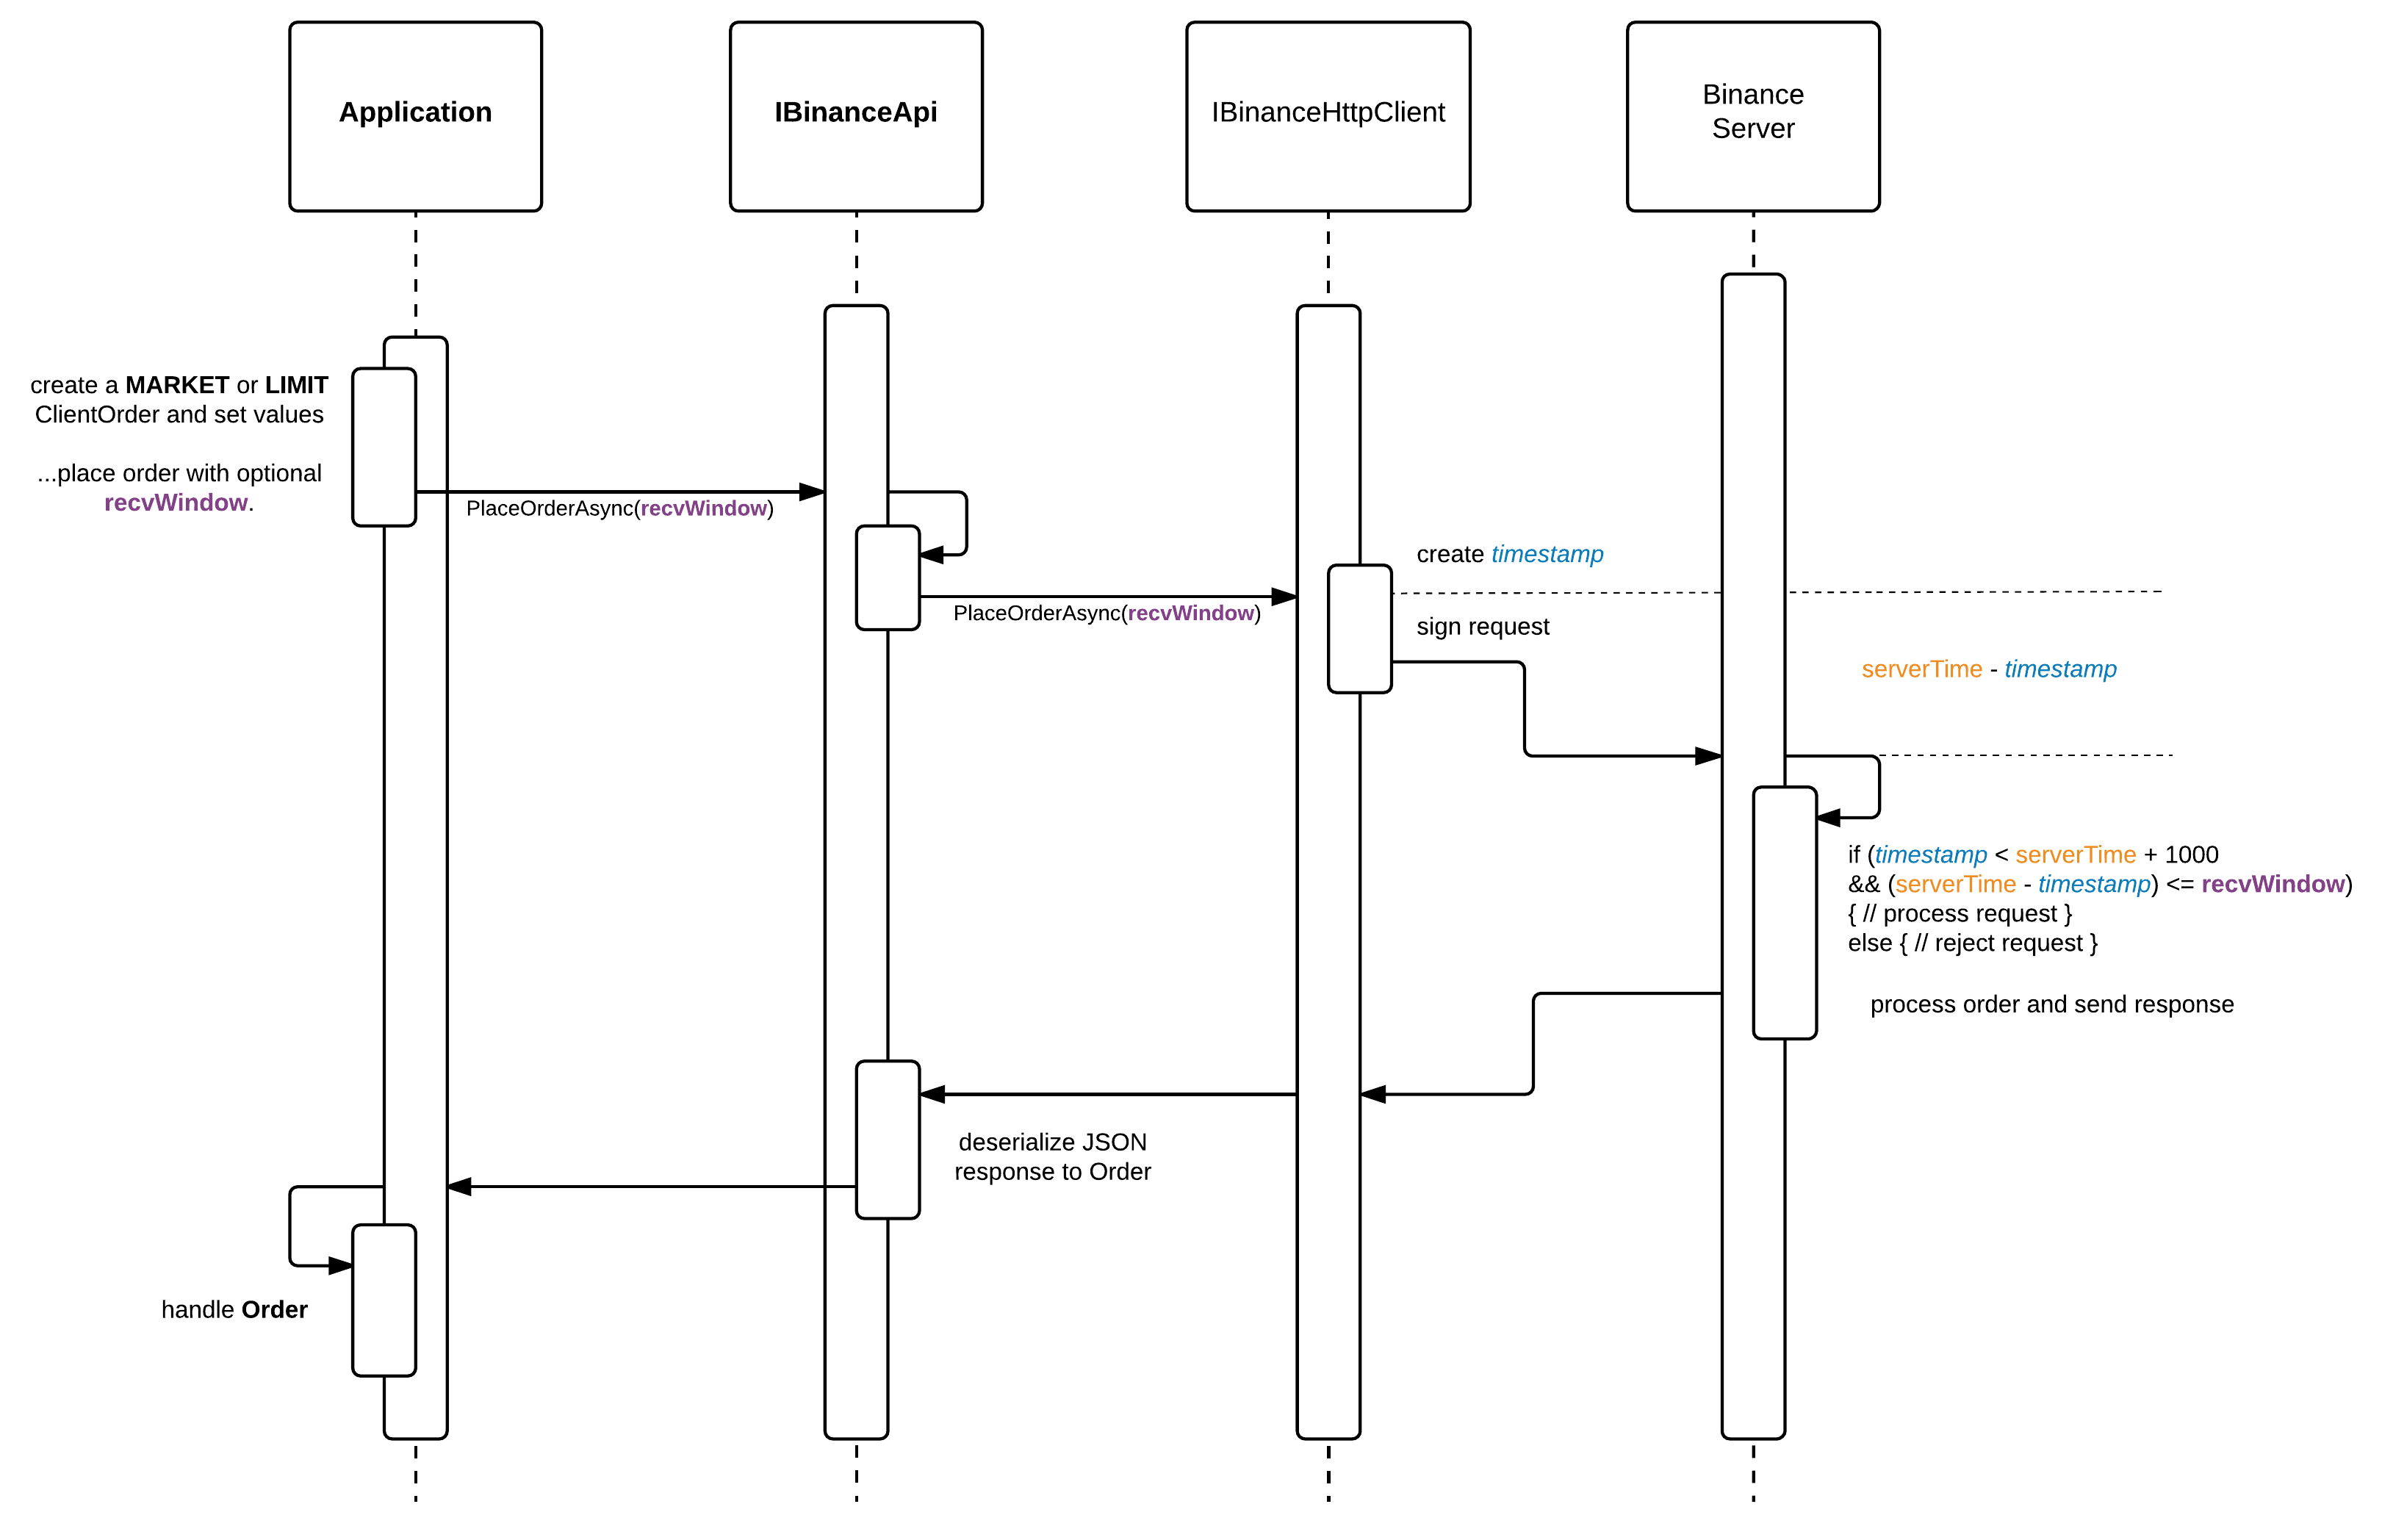 Application
IBinanceApi
IBinanceHttpClient
Binance
Server
create a MARKET or LIMIT
ClientOrder and set values
...place order with optional
recvWindow.
PlaceOrderAsync(recvWindow)
PlaceOrderAsync(recvWindow)
create timestamp
sign request
serverTime - timestamp
if (timestamp < serverTime + 1000
&& (serverTime - timestamp) <= recvWindow)
{ // process request }
else { // reject request }
process order and send response
deserialize JSON
response to Order
handle Order